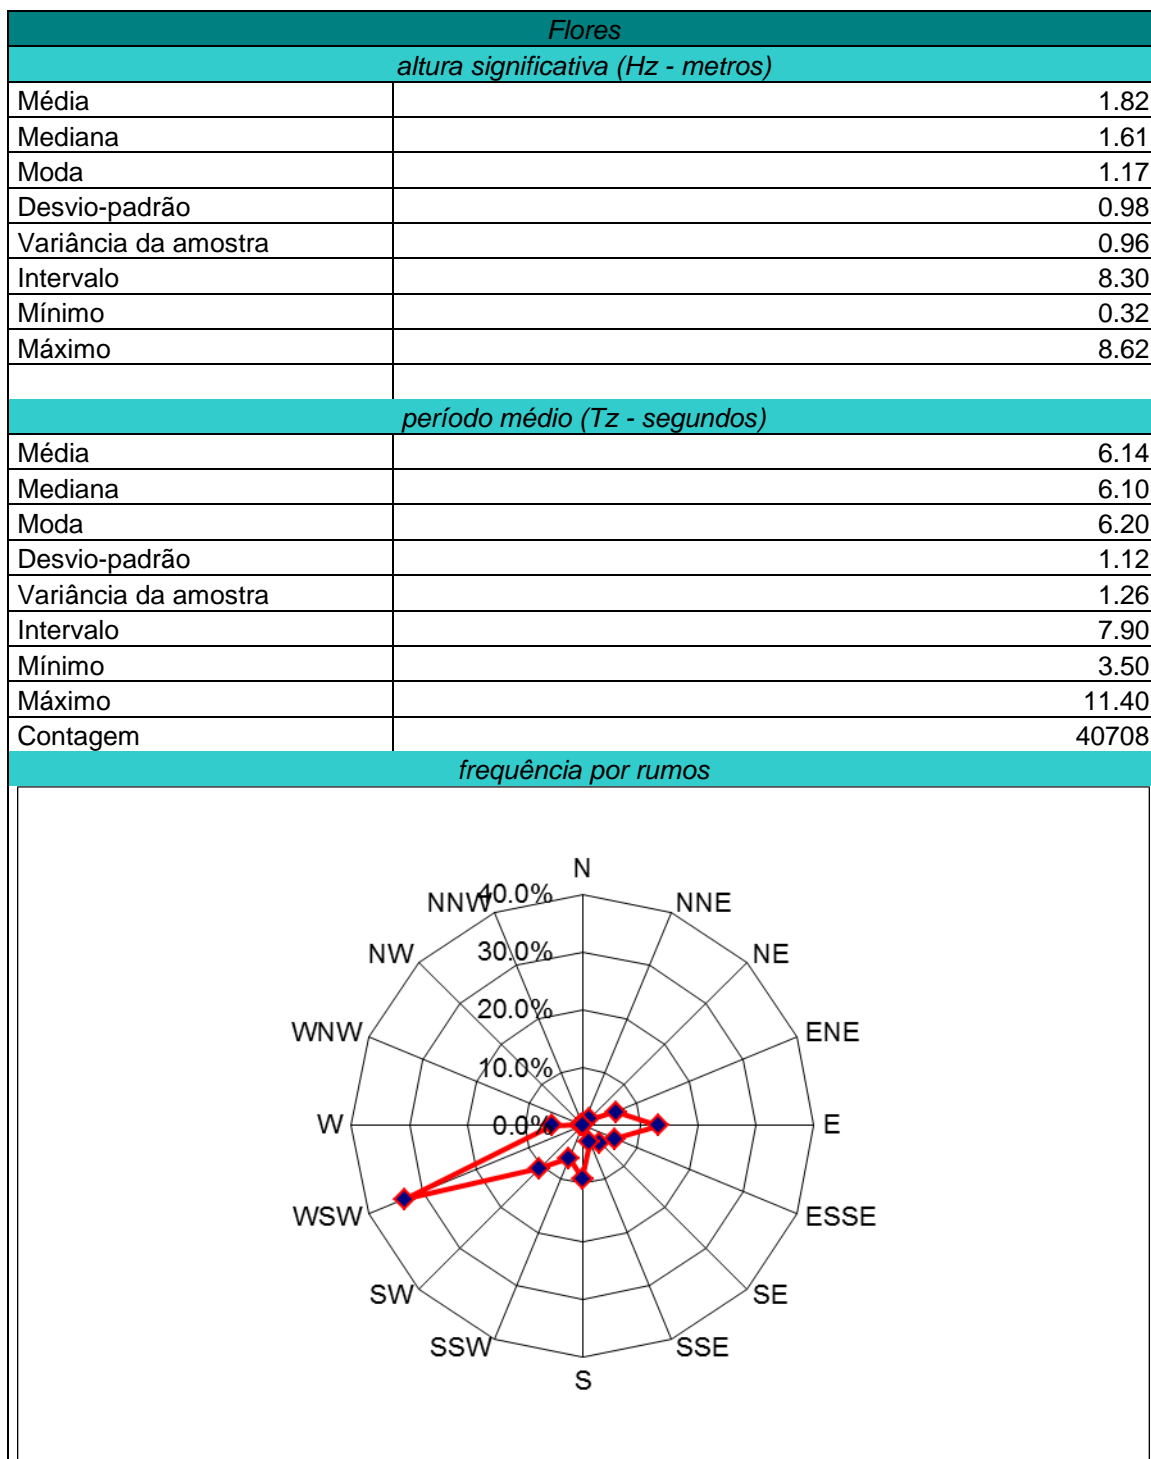 Flores
altura significativa (Hz - metros)
Média 1.82
Mediana 1.61
Moda 1.17
Desvio-padrão 0.98
Variância da amostra 0.96
Intervalo 8.30
Mínimo 0.32
Máximo 8.62
período médio (Tz - segundos)
Média 6.14
Mediana 6.10
Moda 6.20
Desvio-padrão 1.12
Variância da amostra 1.26
Intervalo 7.90
Mínimo 3.50
Máximo 11.40
Contagem 40708
frequência por rumos
N
NNW 40.0% NNE
NW 30.0% NE
20.0%
WNW ENE
10.0%
W 0.0% E
WSW ESSE
SW SE
SSW SSE
S